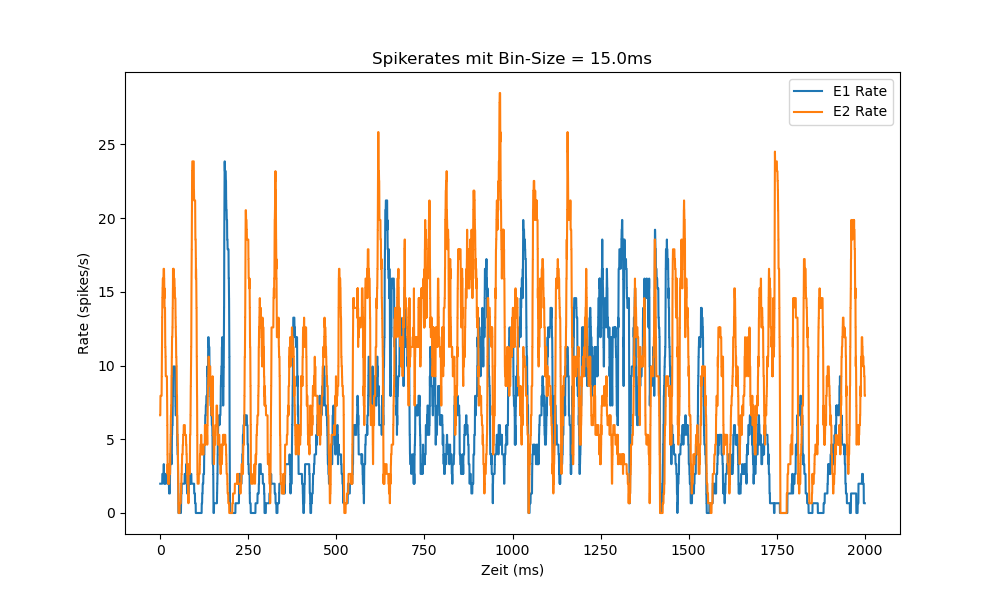 Spikerates mit Bin-Size = 15.0ms
E1 Rate
E2 Rate
Rate (spikes/s)
25
20
15
10
5
0
0 250 500 750 1000 1250 1500 1750 2000
Zeit (ms)